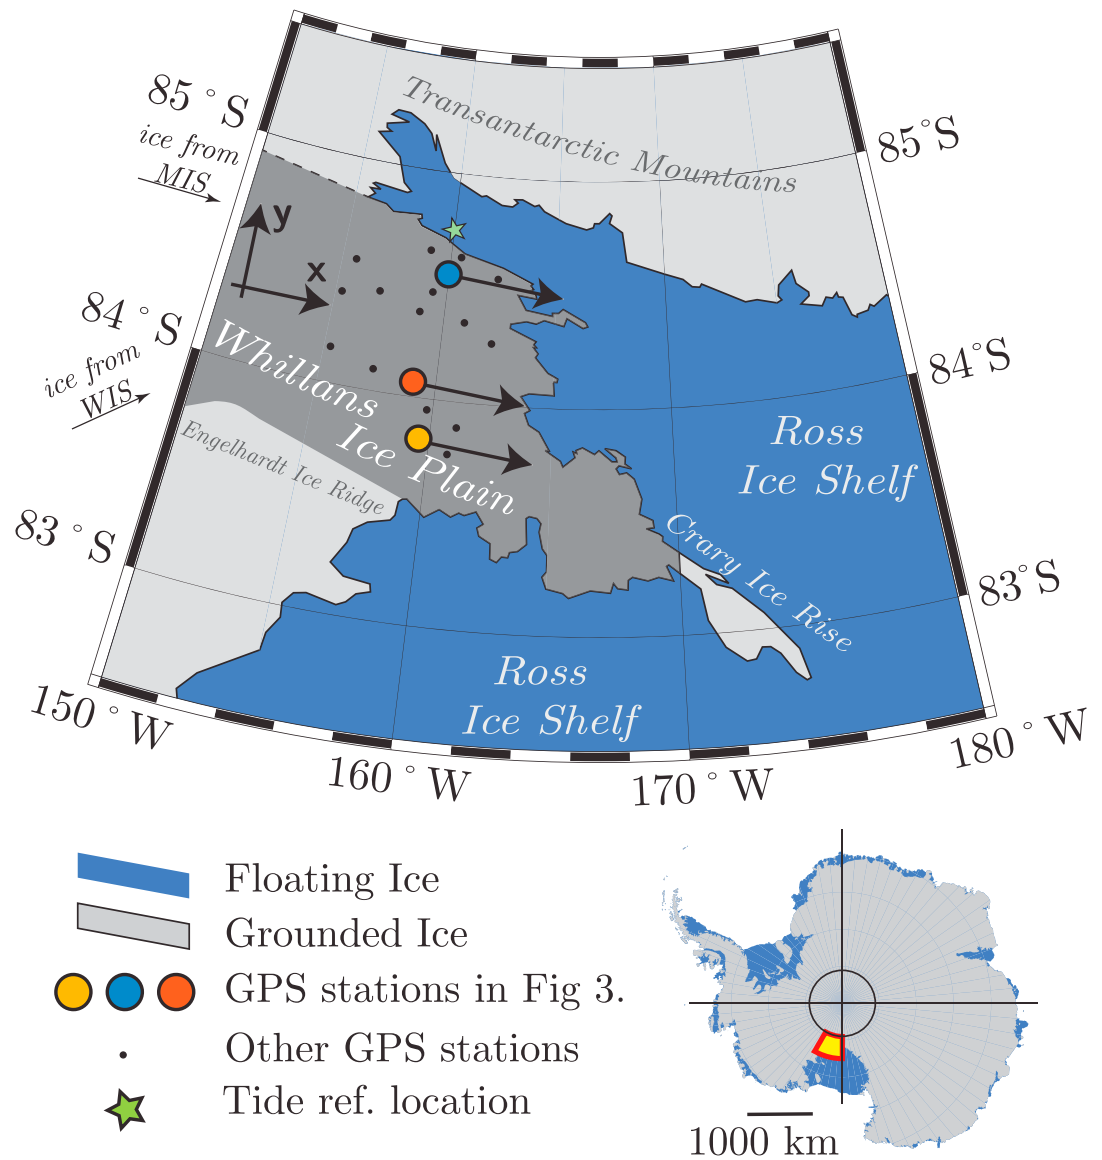 Transantarctic Mountains
85°S
85°S
ice from
MIS
y
x
84°S
84°S
ice from
WIS
Whillans
Ice Plain
Engelhardt Ice Ridge
Ross
Ice Shelf
83°S
83°S
Crary Ice Rise
Ross
Ice Shelf
150°W
160°W
170°W
180°W
Floating Ice
Grounded Ice
GPS stations in Fig 3.
Other GPS stations
Tide ref. location
1000 km